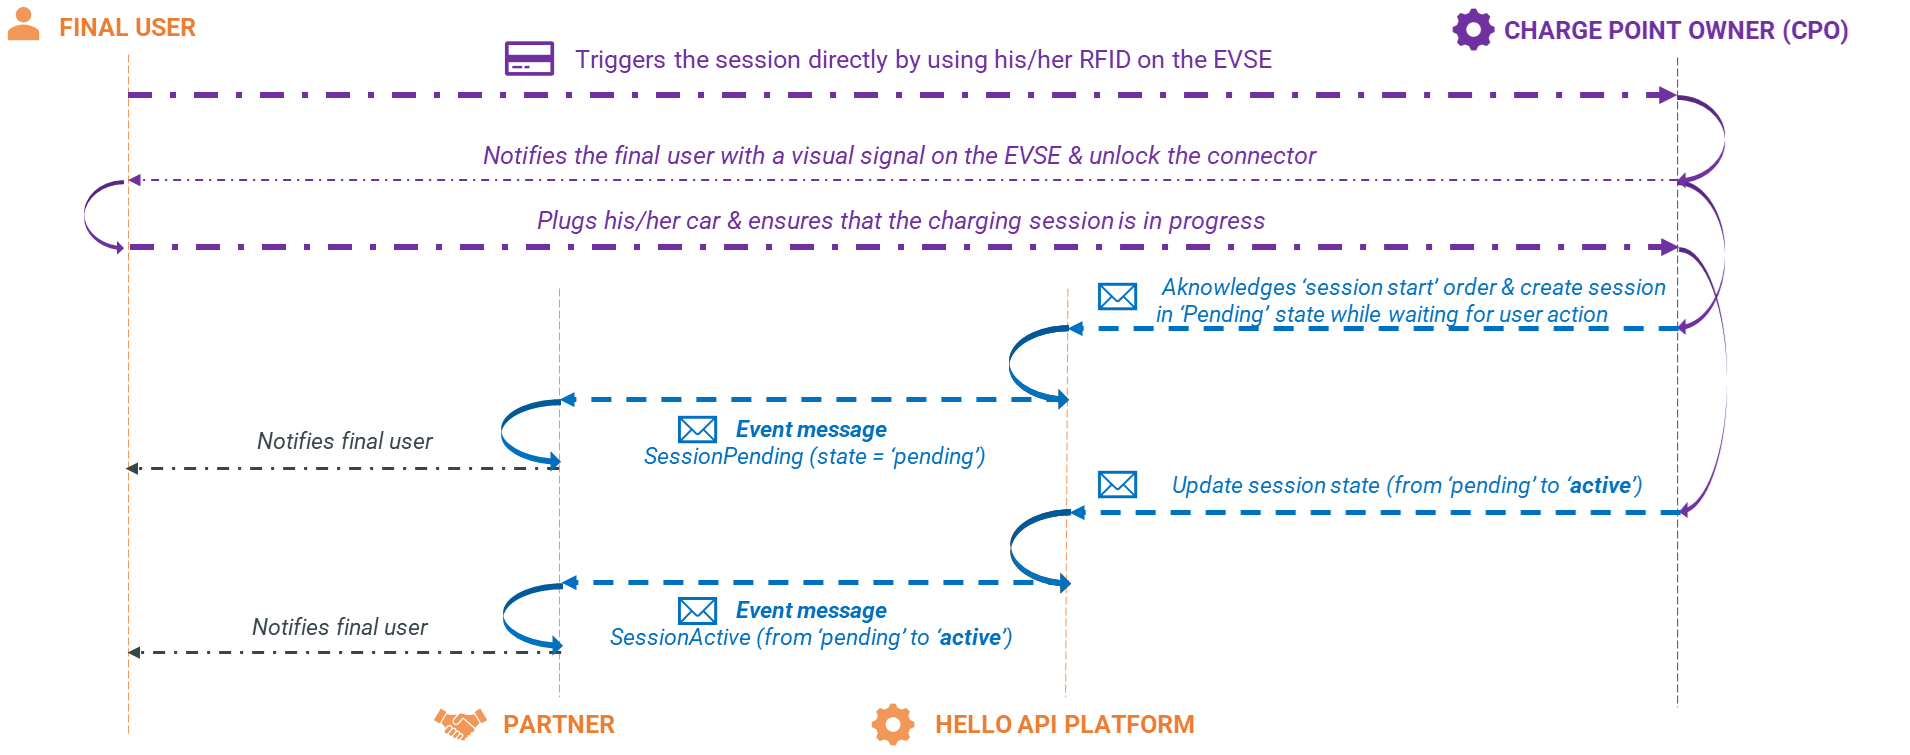 FINAL USER
CHARGE POINT OWNER (CPO)
Triggers the session directly by using his/her RFID on the EVSE
Notifies the final user with a visual signal on the EVSE & unlock the connector
Plugs his/her car & ensures that the charging session is in progress
Aknowledges ‘session start’ order & create session
in ‘Pending’ state while waiting for user action
Event message
SessionPending (state = ‘pending’)
Notifies final user
Update session state (from ‘pending’ to ‘active’)
Event message
SessionActive (from ‘pending’ to ‘active’)
Notifies final user
PARTNER
HELLO API PLATFORM